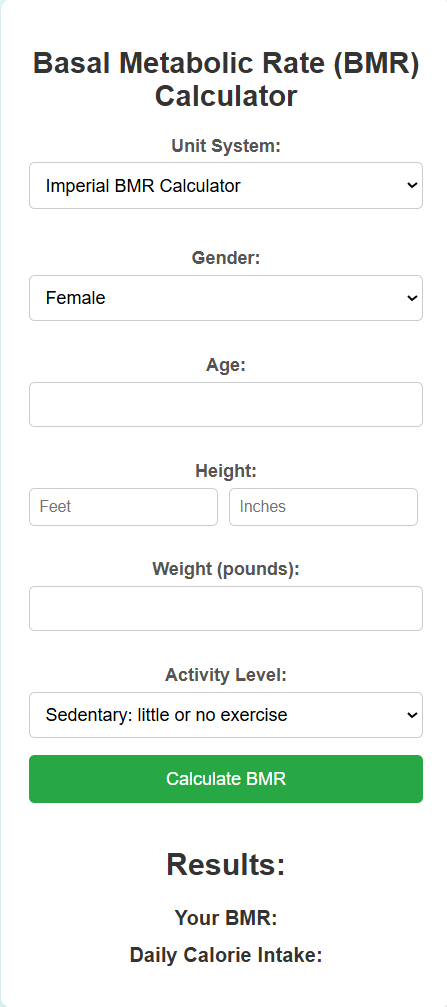 Basal Metabolic Rate (BMR)
Calculator
Unit System:
Imperial BMR Calculator
Gender:
Female
Age:
Height:
Feet
Inches
Weight (pounds):
Activity Level:
Sedentary: little or no exercise
Calculate BMR
Results:
Your BMR:
Daily Calorie Intake: